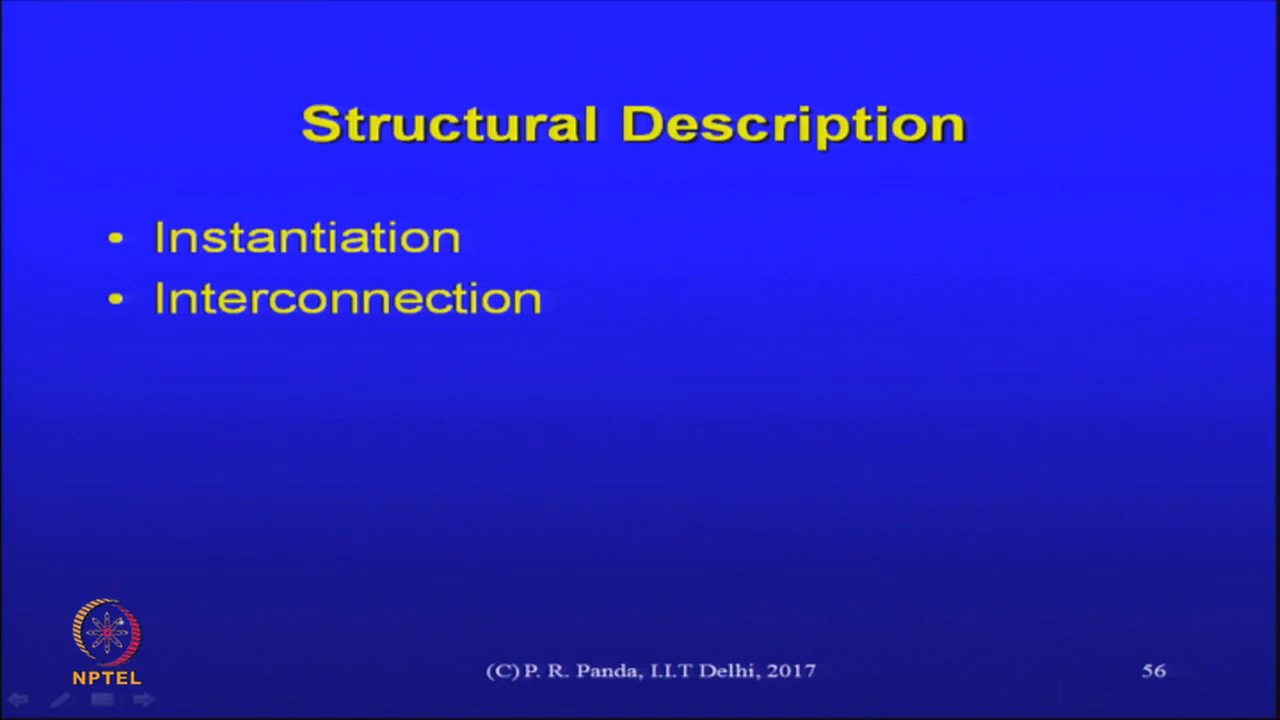 Structural Description
• Instantiation
• Interconnection
NPTEL
(C) P. R. Panda, I.I.T Delhi, 2017
56